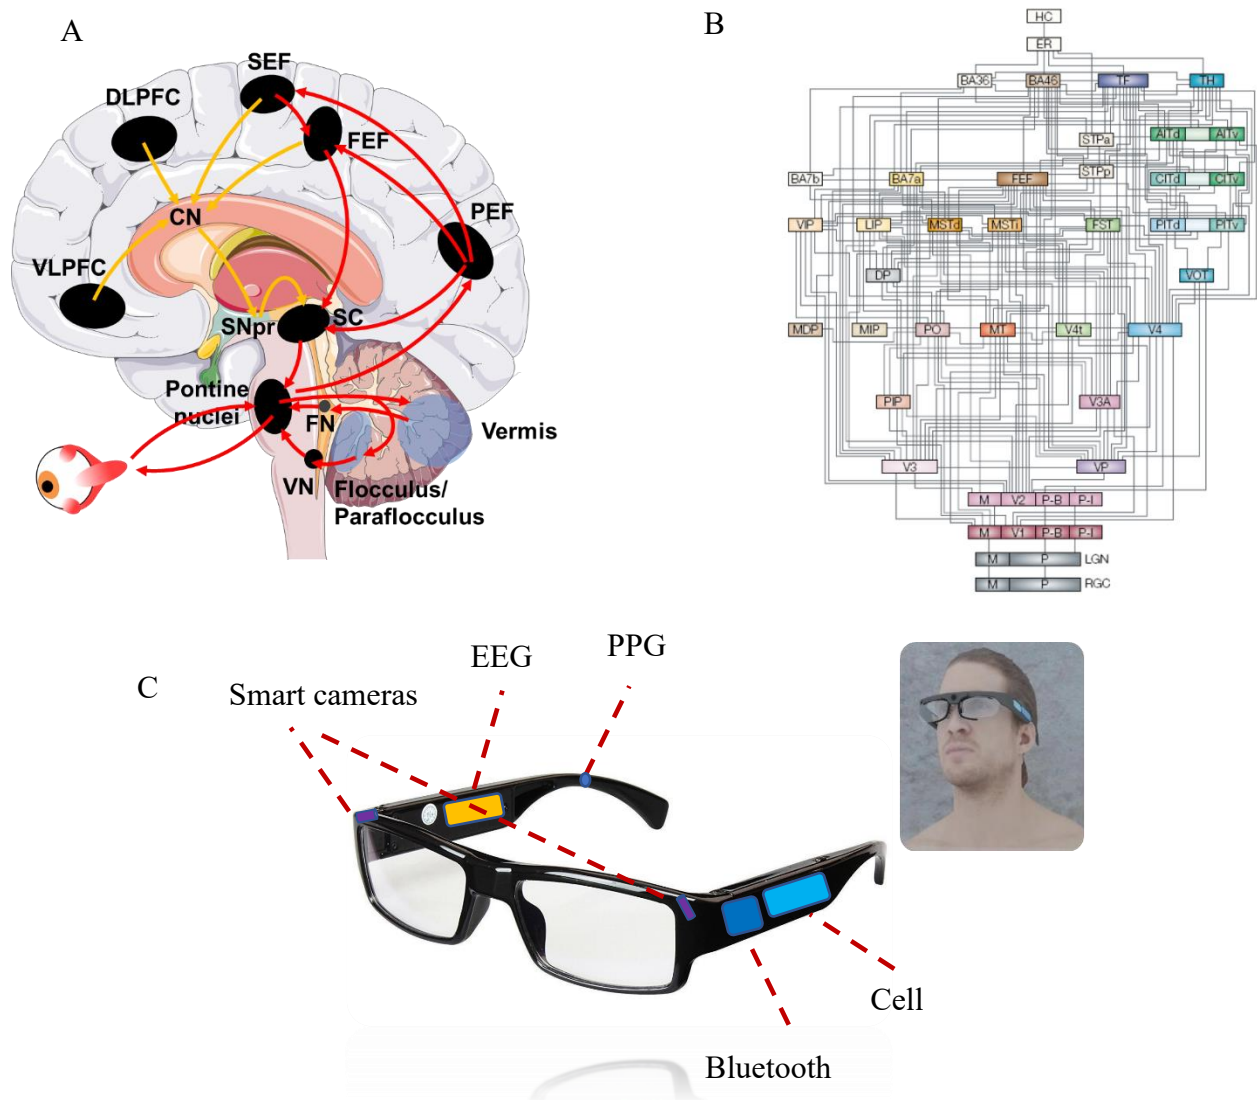 A
SEF
DLPFC
FEF
PEF
CN
VLPFC
SNpr
SC
Pontine
nuclei
FN
Vermis
VN
Flocculus/
Paraflocculus
B
HC
ER
BA36 BA46 TF TH
STPa AITd AITv
STPp
BA7b BA7a FEF CITd CITv
VIP LIP MSTd MSTl FST PITd PITv
DP VOT
MDP MIP PO MT V4t V4
PIP V3A
V3 VP
M V2 P-B P-I
M V1 P-B P-I
M P LGN
M P RGC
C
EEG
PPG
Smart cameras
Cell
Bluetooth